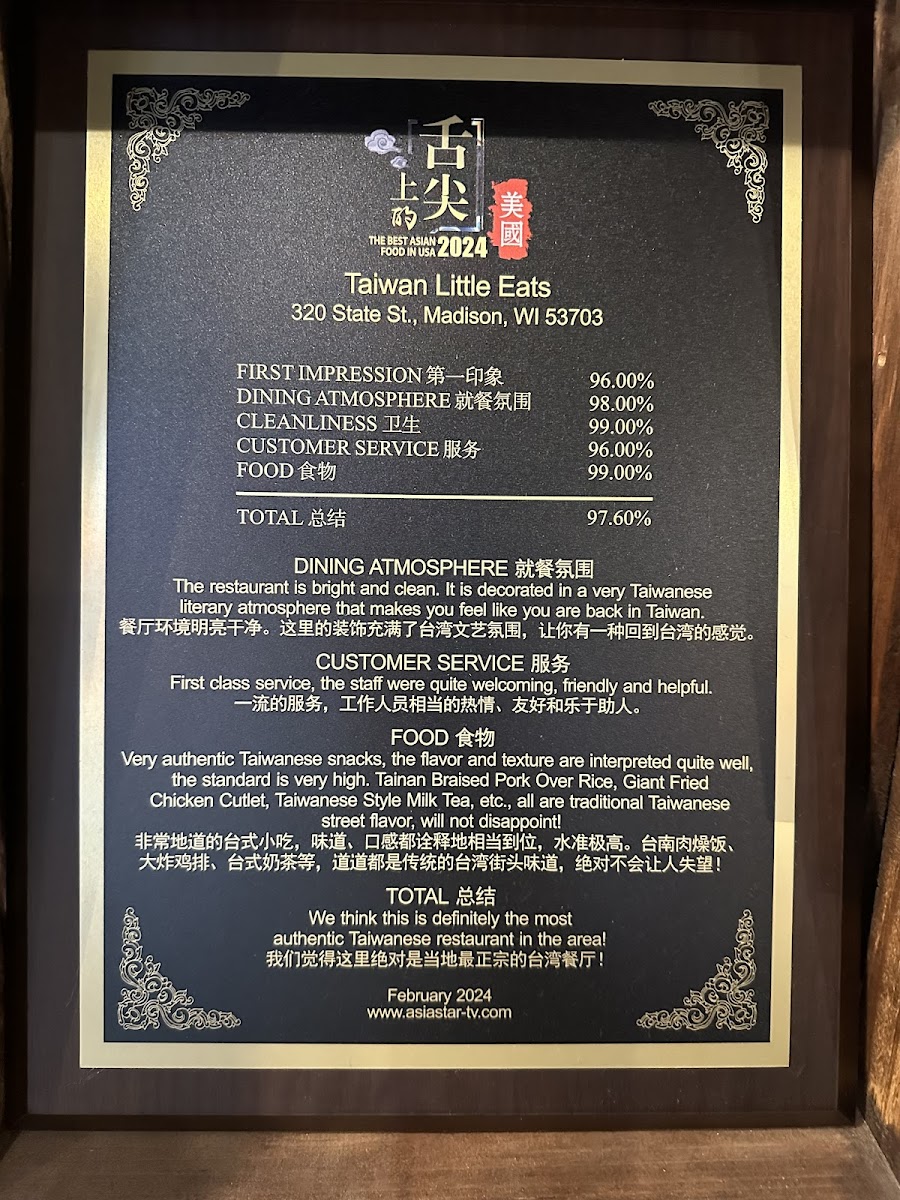 舌尖
上的
美國
THE BEST ASIAN
FOOD IN USA 2024
Taiwan Little Eats
320 State St., Madison, WI 53703
FIRST IMPRESSION 第一印象 96.00%
DINING ATMOSPHERE 就餐氛围 98.00%
CLEANLINESS 卫生 99.00%
CUSTOMER SERVICE 服务 96.00%
FOOD 食物 99.00%
TOTAL 总结 97.60%
DINING ATMOSPHERE 就餐氛围
The restaurant is bright and clean. It is decorated in a very Taiwanese
literary atmosphere that makes you feel like you are back in Taiwan.
餐厅环境明亮干净。这里的装饰充满了台湾文艺氛围，让你有一种回到台湾的感觉。
CUSTOMER SERVICE 服务
First class service, the staff were quite welcoming, friendly and helpful.
一流的服务，工作人员相当的热情、友好和乐于助人。
FOOD 食物
Very authentic Taiwanese snacks, the flavor and texture are interpreted quite well,
the standard is very high. Tainan Braised Pork Over Rice, Giant Fried
Chicken Cutlet, Taiwanese Style Milk Tea, etc., all are traditional Taiwanese
street flavor, will not disappoint!
非常地道的台式小吃，味道、口感都诠释地相当到位，水准极高。台南肉燥饭、
大炸鸡排、台式奶茶等，道道都是传统的台湾街头味道，绝对不会让人失望！
TOTAL 总结
We think this is definitely the most
authentic Taiwanese restaurant in the area!
我们觉得这里绝对是当地最正宗的台湾餐厅！
February 2024
www.asiastar-tv.com